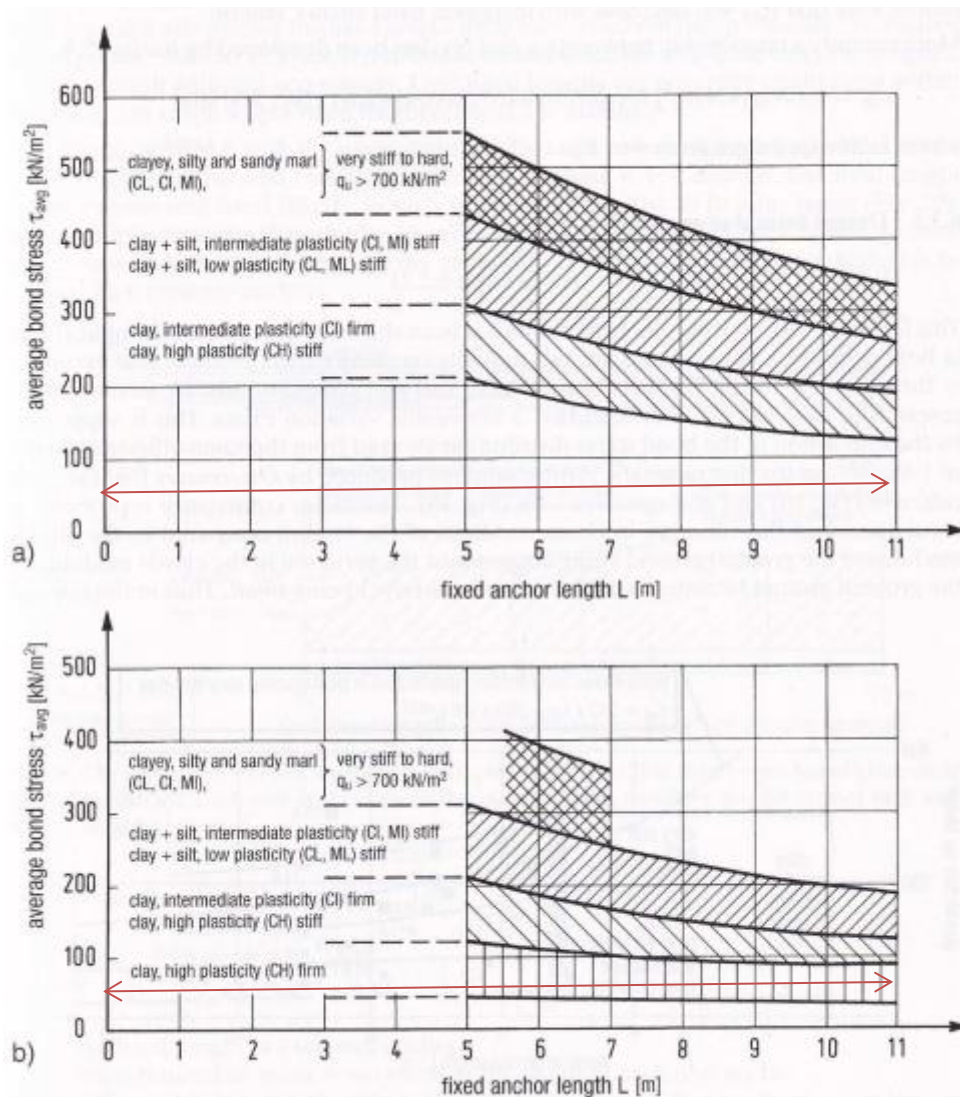 600
500
400
300
200
100
0
average bond stress τavg [kN/m²]
clayey, silty and sandy marl
(CL, CI, MI),
very stiff to hard,
qu > 700 kN/m²
clay + silt, intermediate plasticity (CI, MI) stiff
clay + silt, low plasticity (CL, ML) stiff
clay, intermediate plasticity (CI) firm
clay, high plasticity (CH) stiff
a)
0 1 2 3 4 5 6 7 8 9 10 11
fixed anchor length L [m]
500
400
300
200
100
0
average bond stress τavg [kN/m²]
clayey, silty and sandy marl
(CL, CI, MI),
very stiff to hard,
qu > 700 kN/m²
clay + silt, intermediate plasticity (CI, MI) stiff
clay + silt, low plasticity (CL, ML) stiff
clay, intermediate plasticity (CI) firm
clay, high plasticity (CH) stiff
clay, high plasticity (CH) firm
b)
0 1 2 3 4 5 6 7 8 9 10 11
fixed anchor length L [m]